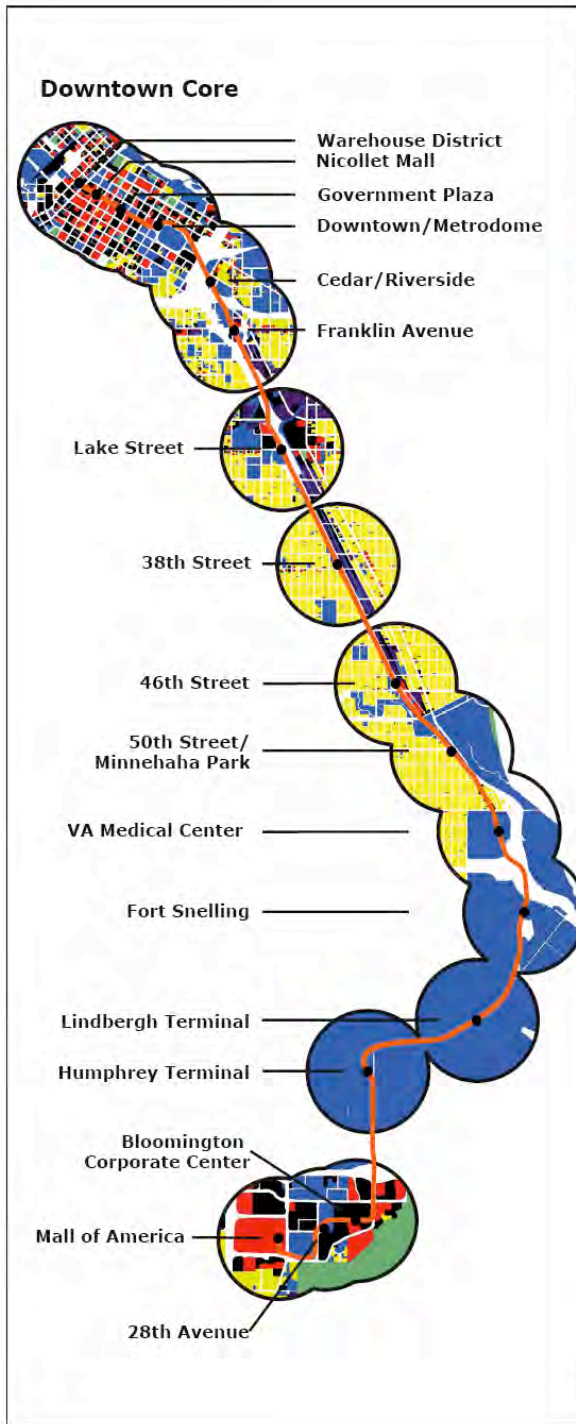 Downtown Core
Warehouse District
Nicollet Mall
Government Plaza
Downtown/Metrodome
Cedar/Riverside
Franklin Avenue
Lake Street
38th Street
46th Street
50th Street/
Minnehaha Park
VA Medical Center
Fort Snelling
Lindbergh Terminal
Humphrey Terminal
Bloomington
Corporate Center
Mall of America
28th Avenue